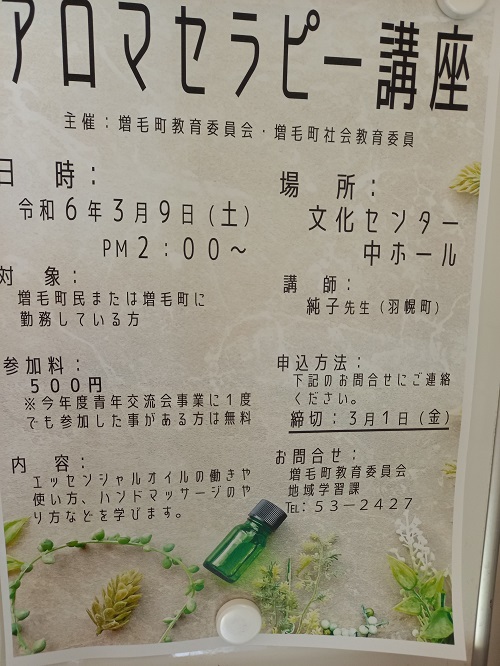 アロマセラピー講座
主催：増毛町教育委員会・増毛町社会教育委員
日　時：
令和６年３月９日（土）
PM２：００～
場　所：
文化センター
中ホール
対　象：
増毛町民または増毛町に
勤務している方
講　師：
純子先生（羽幌町）
参加料：
５００円
※今年度青年交流会事業に１度
でも参加した事がある方は無料
申込方法：
下記のお問合せにご連絡
ください。
締切：３月１日（金）
内　容：
エッセンシャルオイルの働きや
使い方、ハンドマッサージのや
り方などを学びます。
お問合せ：
増毛町教育委員会
地域学習課
TEL：５３－２４２７